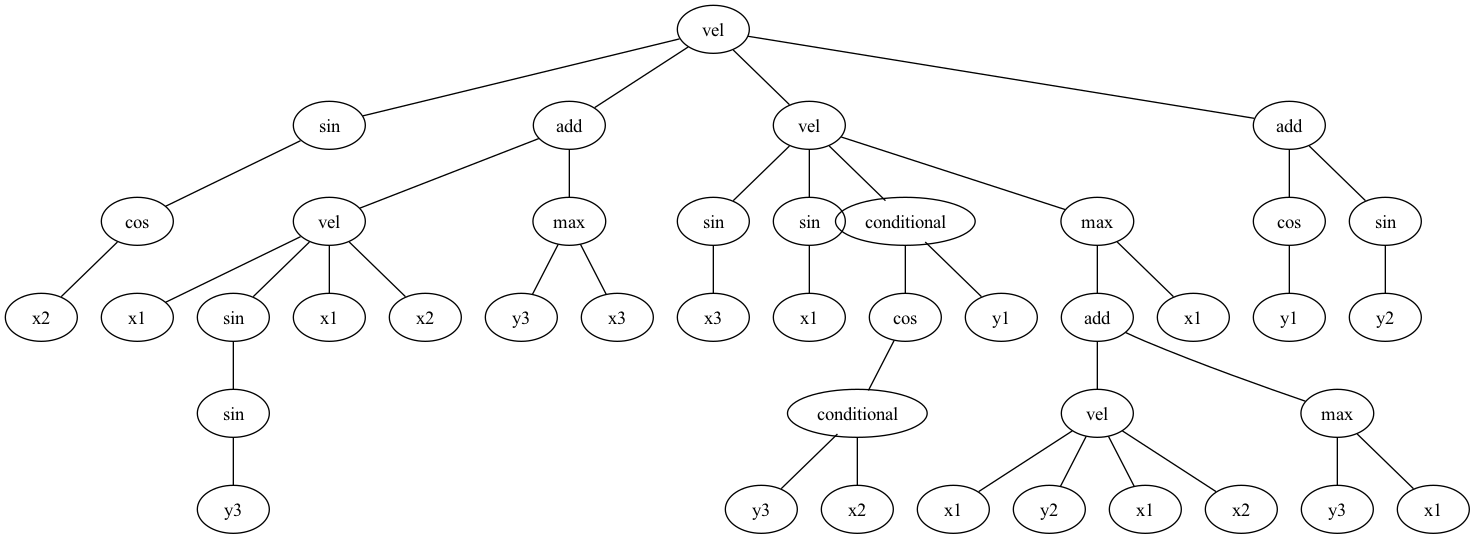 vel
sin add vel add
cos vel max sin sin conditional max cos sin
x2 x1 sin x1 x2 y3 x3 x3 x1 cos y1 add x1 y1 y2
sin conditional vel max
y3 y3 x2 x1 y2 x1 x2 y3 x1